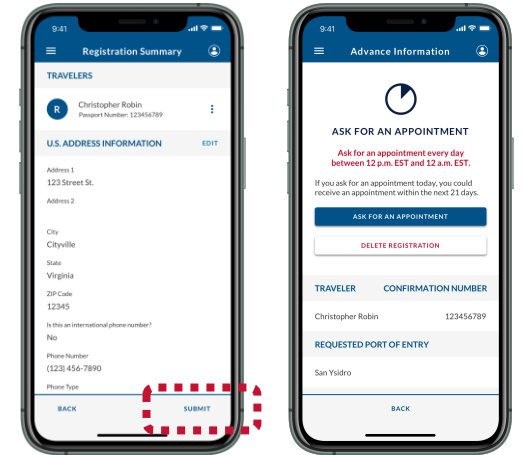 9:41
Registration Summary
TRAVELERS
R
Christopher Robin
Passport Number: 123456789
U.S. ADDRESS INFORMATION EDIT
Address 1
123 Street St.
Address 2
City
Cityville
State
Virginia
ZIP Code
12345
Is this an international phone number?
No
Phone Number
(123) 456-7890
Phone Type
BACK SUBMIT
9:41
Advance Information
ASK FOR AN APPOINTMENT
Ask for an appointment every day
between 12 p.m. EST and 12 a.m. EST.
If you ask for an appointment today, you could
receive an appointment within the next 21 days.
ASK FOR AN APPOINTMENT
DELETE REGISTRATION
TRAVELER CONFIRMATION NUMBER
Christopher Robin 123456789
REQUESTED PORT OF ENTRY
San Ysidro
BACK